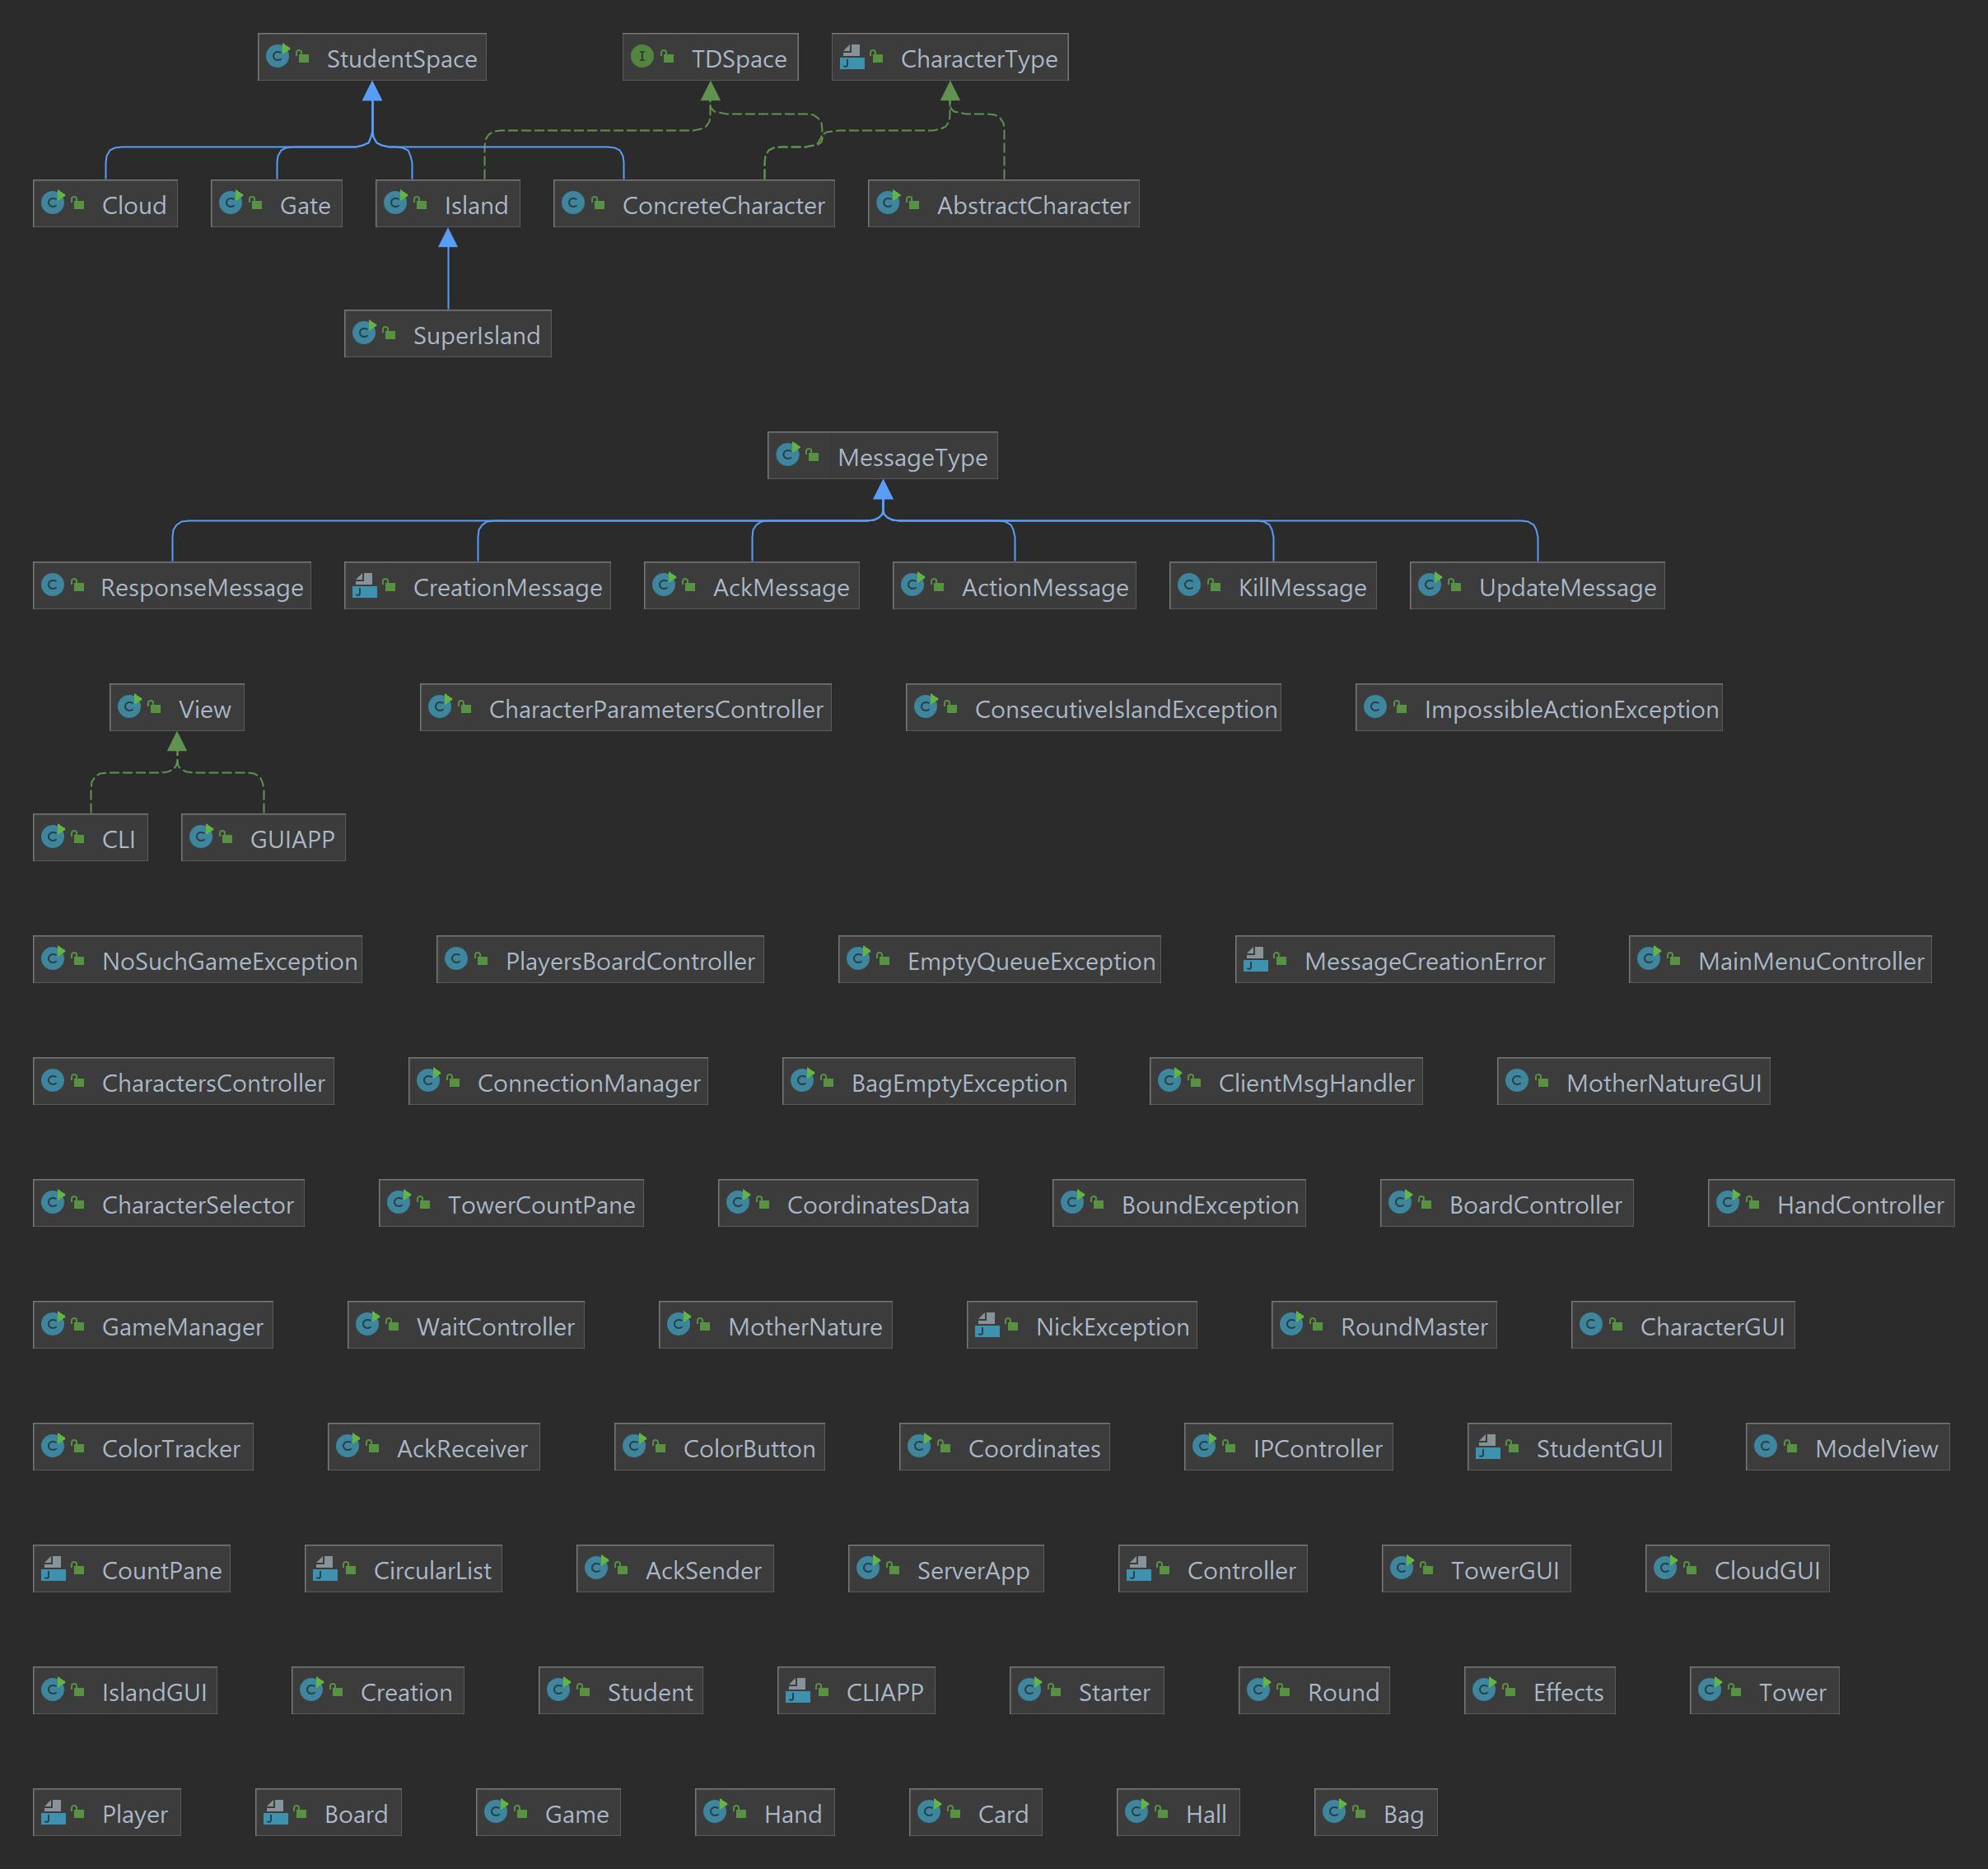 StudentSpace TDSpace CharacterType
Cloud Gate Island ConcreteCharacter AbstractCharacter
SuperIsland
MessageType
ResponseMessage CreationMessage AckMessage ActionMessage KillMessage UpdateMessage
View CharacterParametersController ConsecutiveIslandException ImpossibleActionException
CLI GUIAPP
NoSuchGameException PlayersBoardController EmptyQueueException MessageCreationError MainMenuController
CharactersController ConnectionManager BagEmptyException ClientMsgHandler MotherNatureGUI
CharacterSelector TowerCountPane CoordinatesData BoundException BoardController HandController
GameManager WaitController MotherNature NickException RoundMaster CharacterGUI
ColorTracker AckReceiver ColorButton Coordinates IPController StudentGUI ModelView
CountPane CircularList AckSender ServerApp Controller TowerGUI CloudGUI
IslandGUI Creation Student CLIAPP Starter Round Effects Tower
Player Board Game Hand Card Hall Bag